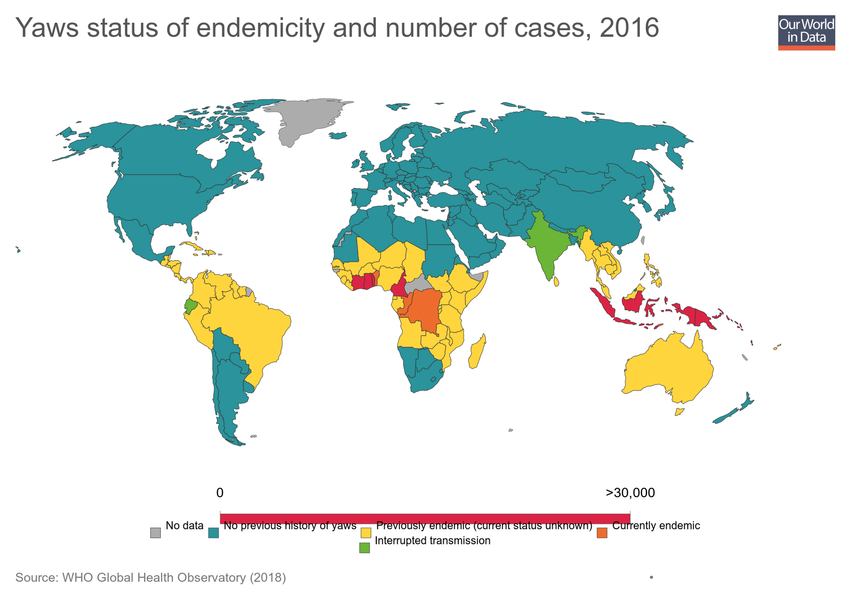 Yaws status of endemicity and number of cases, 2016
Our World
in Data
0 >30,000
No data No previous history of yaws Previously endemic (current status unknown) Currently endemic
Interrupted transmission
Source: WHO Global Health Observatory (2018)